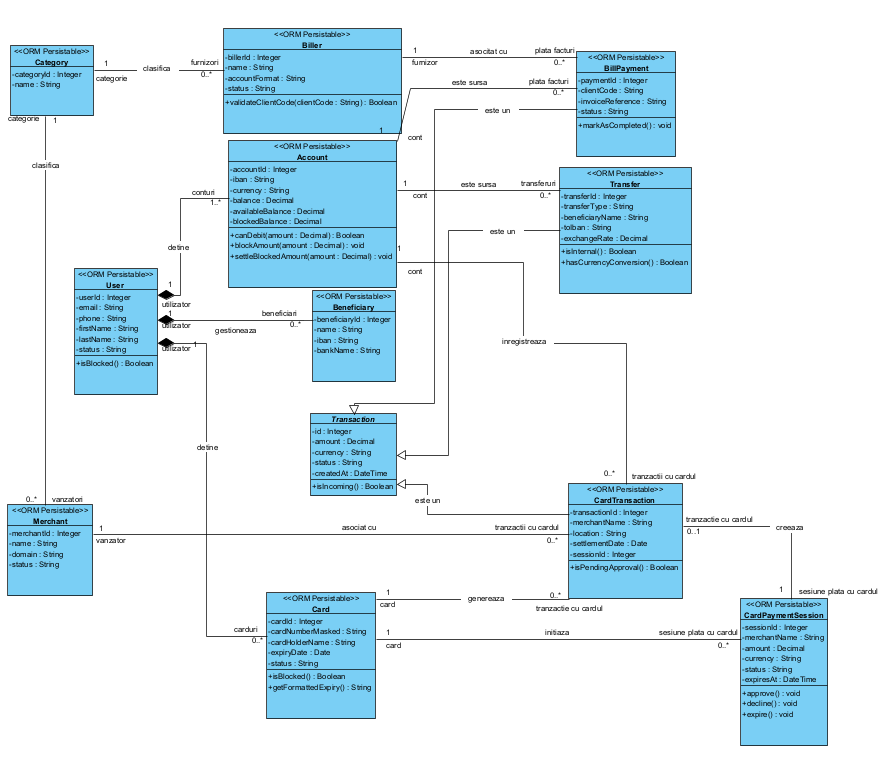 <<ORM Persistable>>
Category
-categoryId : Integer
-name : String
1
categorie
clasifica
furnizori
0..*
<<ORM Persistable>>
Biller
-billerId : Integer
-name : String
-accountFormat : String
-status : String
+validateClientCode(clientCode : String) : Boolean
1
furnizor
asocitat cu
plata facturi
0..*
<<ORM Persistable>>
BillPayment
-paymentId : Integer
-clientCode : String
-invoiceReference : String
-status : String
+markAsCompleted() : void
este sursa
plata facturi
0..*
este un
1
cont
categorie
1
clasifica
<<ORM Persistable>>
Account
-accountId : Integer
-iban : String
-currency : String
-balance : Decimal
-availableBalance : Decimal
-blockedBalance : Decimal
+canDebit(amount : Decimal) : Boolean
+blockAmount(amount : Decimal) : void
+settleBlockedAmount(amount : Decimal) : void
1
cont
este sursa
transferuri
0..*
<<ORM Persistable>>
Transfer
-transferId : Integer
-transferType : String
-beneficiaryName : String
-toIban : String
-exchangeRate : Decimal
+isInternal() : Boolean
+hasCurrencyConversion() : Boolean
este un
1
cont
conturi
1..*
detine
<<ORM Persistable>>
User
-userId : Integer
-email : String
-phone : String
-firstName : String
-lastName : String
-status : String
+isBlocked() : Boolean
1
utilizator
1
utilizator
utilizator
1
gestioneaza
beneficiari
0..*
<<ORM Persistable>>
Beneficiary
-beneficiaryId : Integer
-name : String
-iban : String
-bankName : String
inregistreaza
Transaction
-id : Integer
-amount : Decimal
-currency : String
-status : String
-createdAt : DateTime
+isIncoming() : Boolean
detine
este un
0..*
tranzactii cu cardul
<<ORM Persistable>>
CardTransaction
-transactionId : Integer
-merchantName : String
-location : String
-settlementDate : Date
-sessionId : Integer
+isPendingApproval() : Boolean
0..*
vanzatori
<<ORM Persistable>>
Merchant
-merchantId : Integer
-name : String
-domain : String
-status : String
1
vanzator
asociat cu
tranzactii cu cardul
0..*
tranzactie cu cardul
0..1
creeaza
1
sesiune plata cu cardul
<<ORM Persistable>>
Card
-cardId : Integer
-cardNumberMasked : String
-cardHolderName : String
-expiryDate : Date
-status : String
+isBlocked() : Boolean
+getFormattedExpiry() : String
carduri
0..*
1
card
genereaza
0..*
tranzactie cu cardul
1
card
initiaza
sesiune plata cu cardul
0..*
<<ORM Persistable>>
CardPaymentSession
-sessionId : Integer
-merchantName : String
-amount : Decimal
-currency : String
-status : String
-expiresAt : DateTime
+approve() : void
+decline() : void
+expire() : void